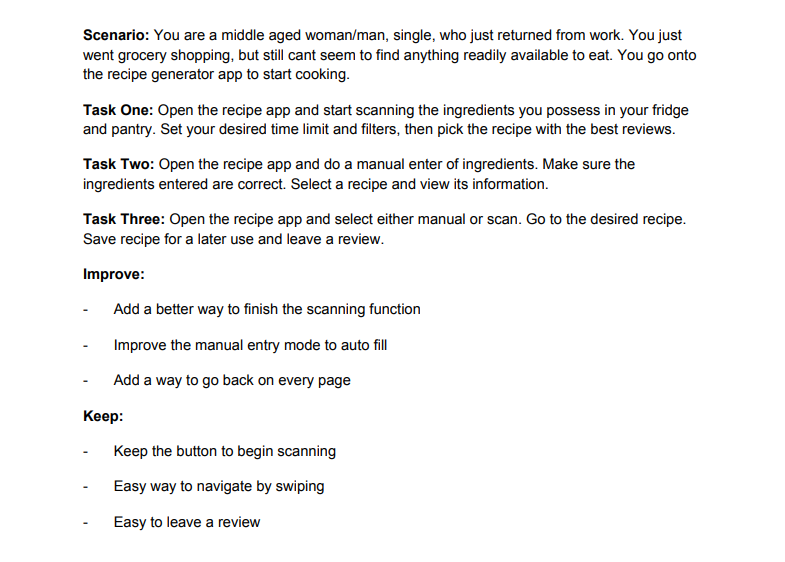 Scenario: You are a middle aged woman/man, single, who just returned from work. You just
went grocery shopping, but still cant seem to find anything readily available to eat. You go onto
the recipe generator app to start cooking.
Task One: Open the recipe app and start scanning the ingredients you possess in your fridge
and pantry. Set your desired time limit and filters, then pick the recipe with the best reviews.
Task Two: Open the recipe app and do a manual enter of ingredients. Make sure the
ingredients entered are correct. Select a recipe and view its information.
Task Three: Open the recipe app and select either manual or scan. Go to the desired recipe.
Save recipe for a later use and leave a review.
Improve:
- Add a better way to finish the scanning function
- Improve the manual entry mode to auto fill
- Add a way to go back on every page
Keep:
- Keep the button to begin scanning
- Easy way to navigate by swiping
- Easy to leave a review